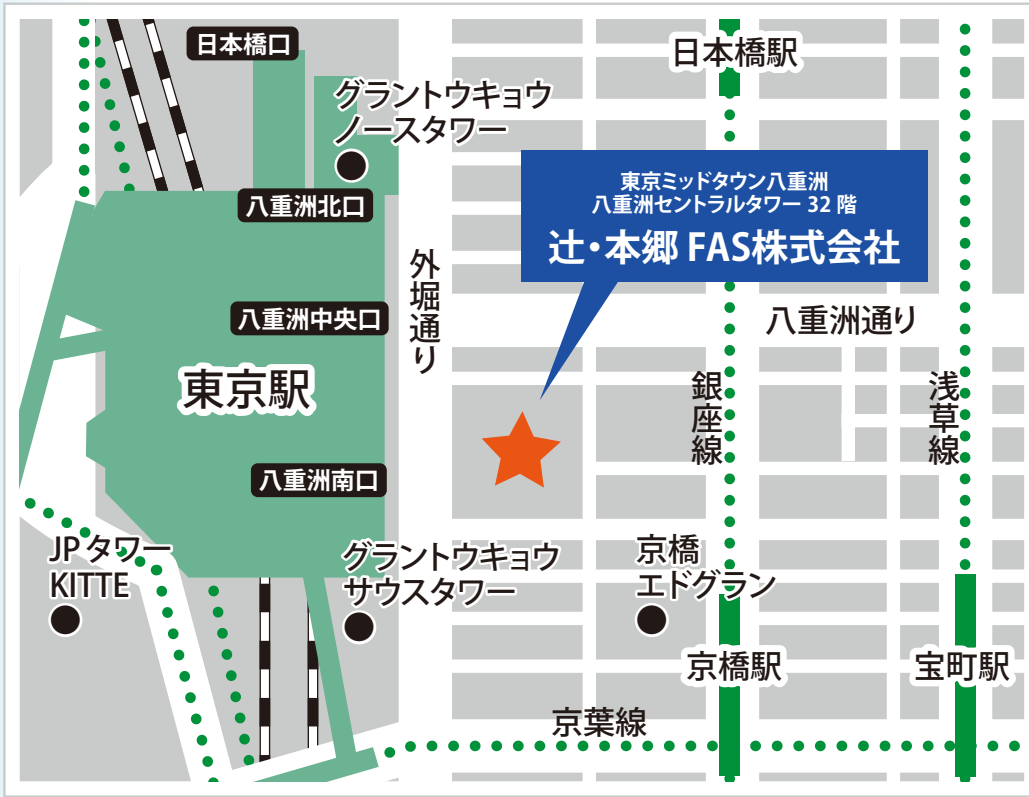 日本橋口
日本橋駅
グラントウキョウ
ノースタワー
東京ミッドタウン八重洲
八重洲セントラルタワー 32 階
辻・本郷 FAS株式会社
八重洲北口
外堀通り
八重洲中央口
八重洲通り
東京駅
銀座線
浅草線
八重洲南口
JP タワー
KITTE
グラントウキョウ
サウスタワー
京橋
エドグラン
京橋駅
宝町駅
京葉線